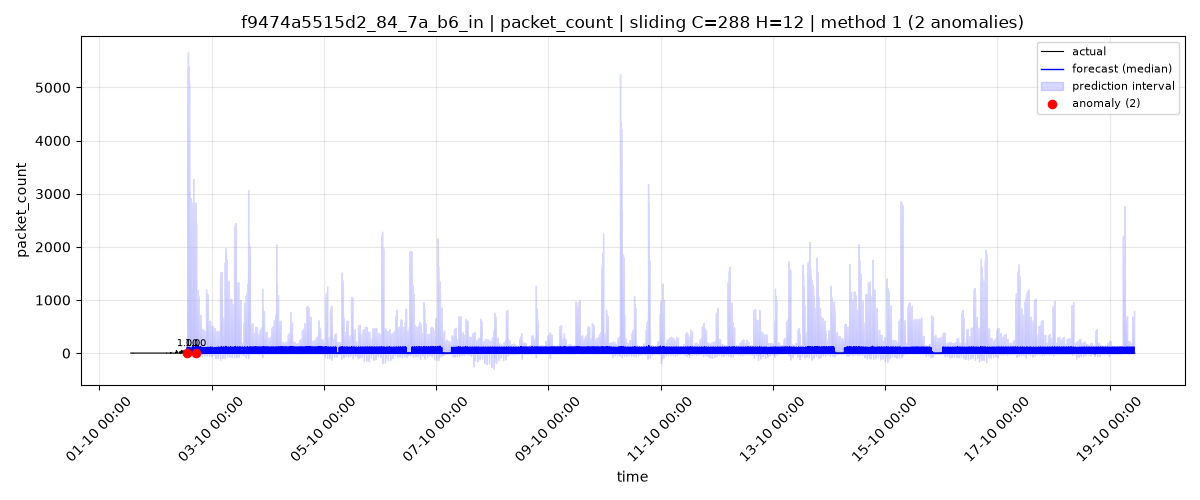 f9474a5515d2_84_7a_b6_in | packet_count | sliding C=288 H=12 | method 1 (2 anomalies)
actual
forecast (median)
prediction interval
anomaly (2)
packet_count
5000
4000
3000
2000
1000
0
01-10 00:00
03-10 00:00
05-10 00:00
07-10 00:00
09-10 00:00
11-10 00:00
13-10 00:00
15-10 00:00
17-10 00:00
19-10 00:00
time